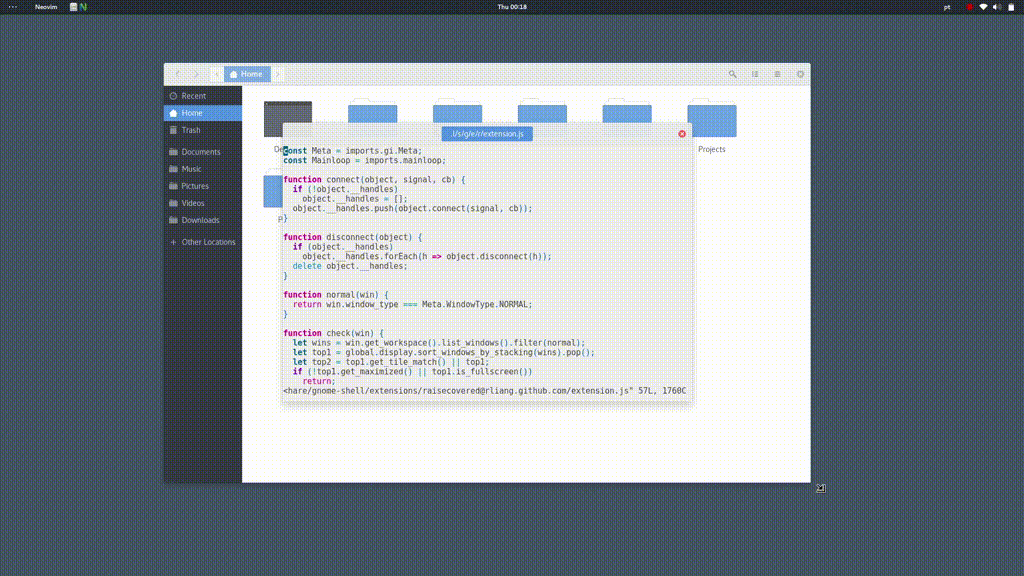 Neovim
Thu 00:18
pt
Home
Recent
Home
Trash
Documents
Music
Pictures
Videos
Downloads
Other Locations
Projects
.l/s/g/e/r/extension.js
const Meta = imports.gi.Meta;
const Mainloop = imports.mainloop;
function connect(object, signal, cb) {
if (!object.__handles)
object.__handles = [];
object.__handles.push(object.connect(signal, cb));
}
function disconnect(object) {
if (object.__handles)
object.__handles.forEach(h => object.disconnect(h));
delete object.__handles;
}
function normal(win) {
return win.window_type === Meta.WindowType.NORMAL;
}
function check(win) {
let wins = win.get_workspace().list_windows().filter(normal);
let top1 = global.display.sort_windows_by_stacking(wins).pop();
let top2 = top1.get_tile_match() || top1;
if (!top1.get_maximized() || top1.is_fullscreen())
return;
<hare/gnome-shell/extensions/raisecovered@rliang.github.com/extension.js" 57L, 1760C